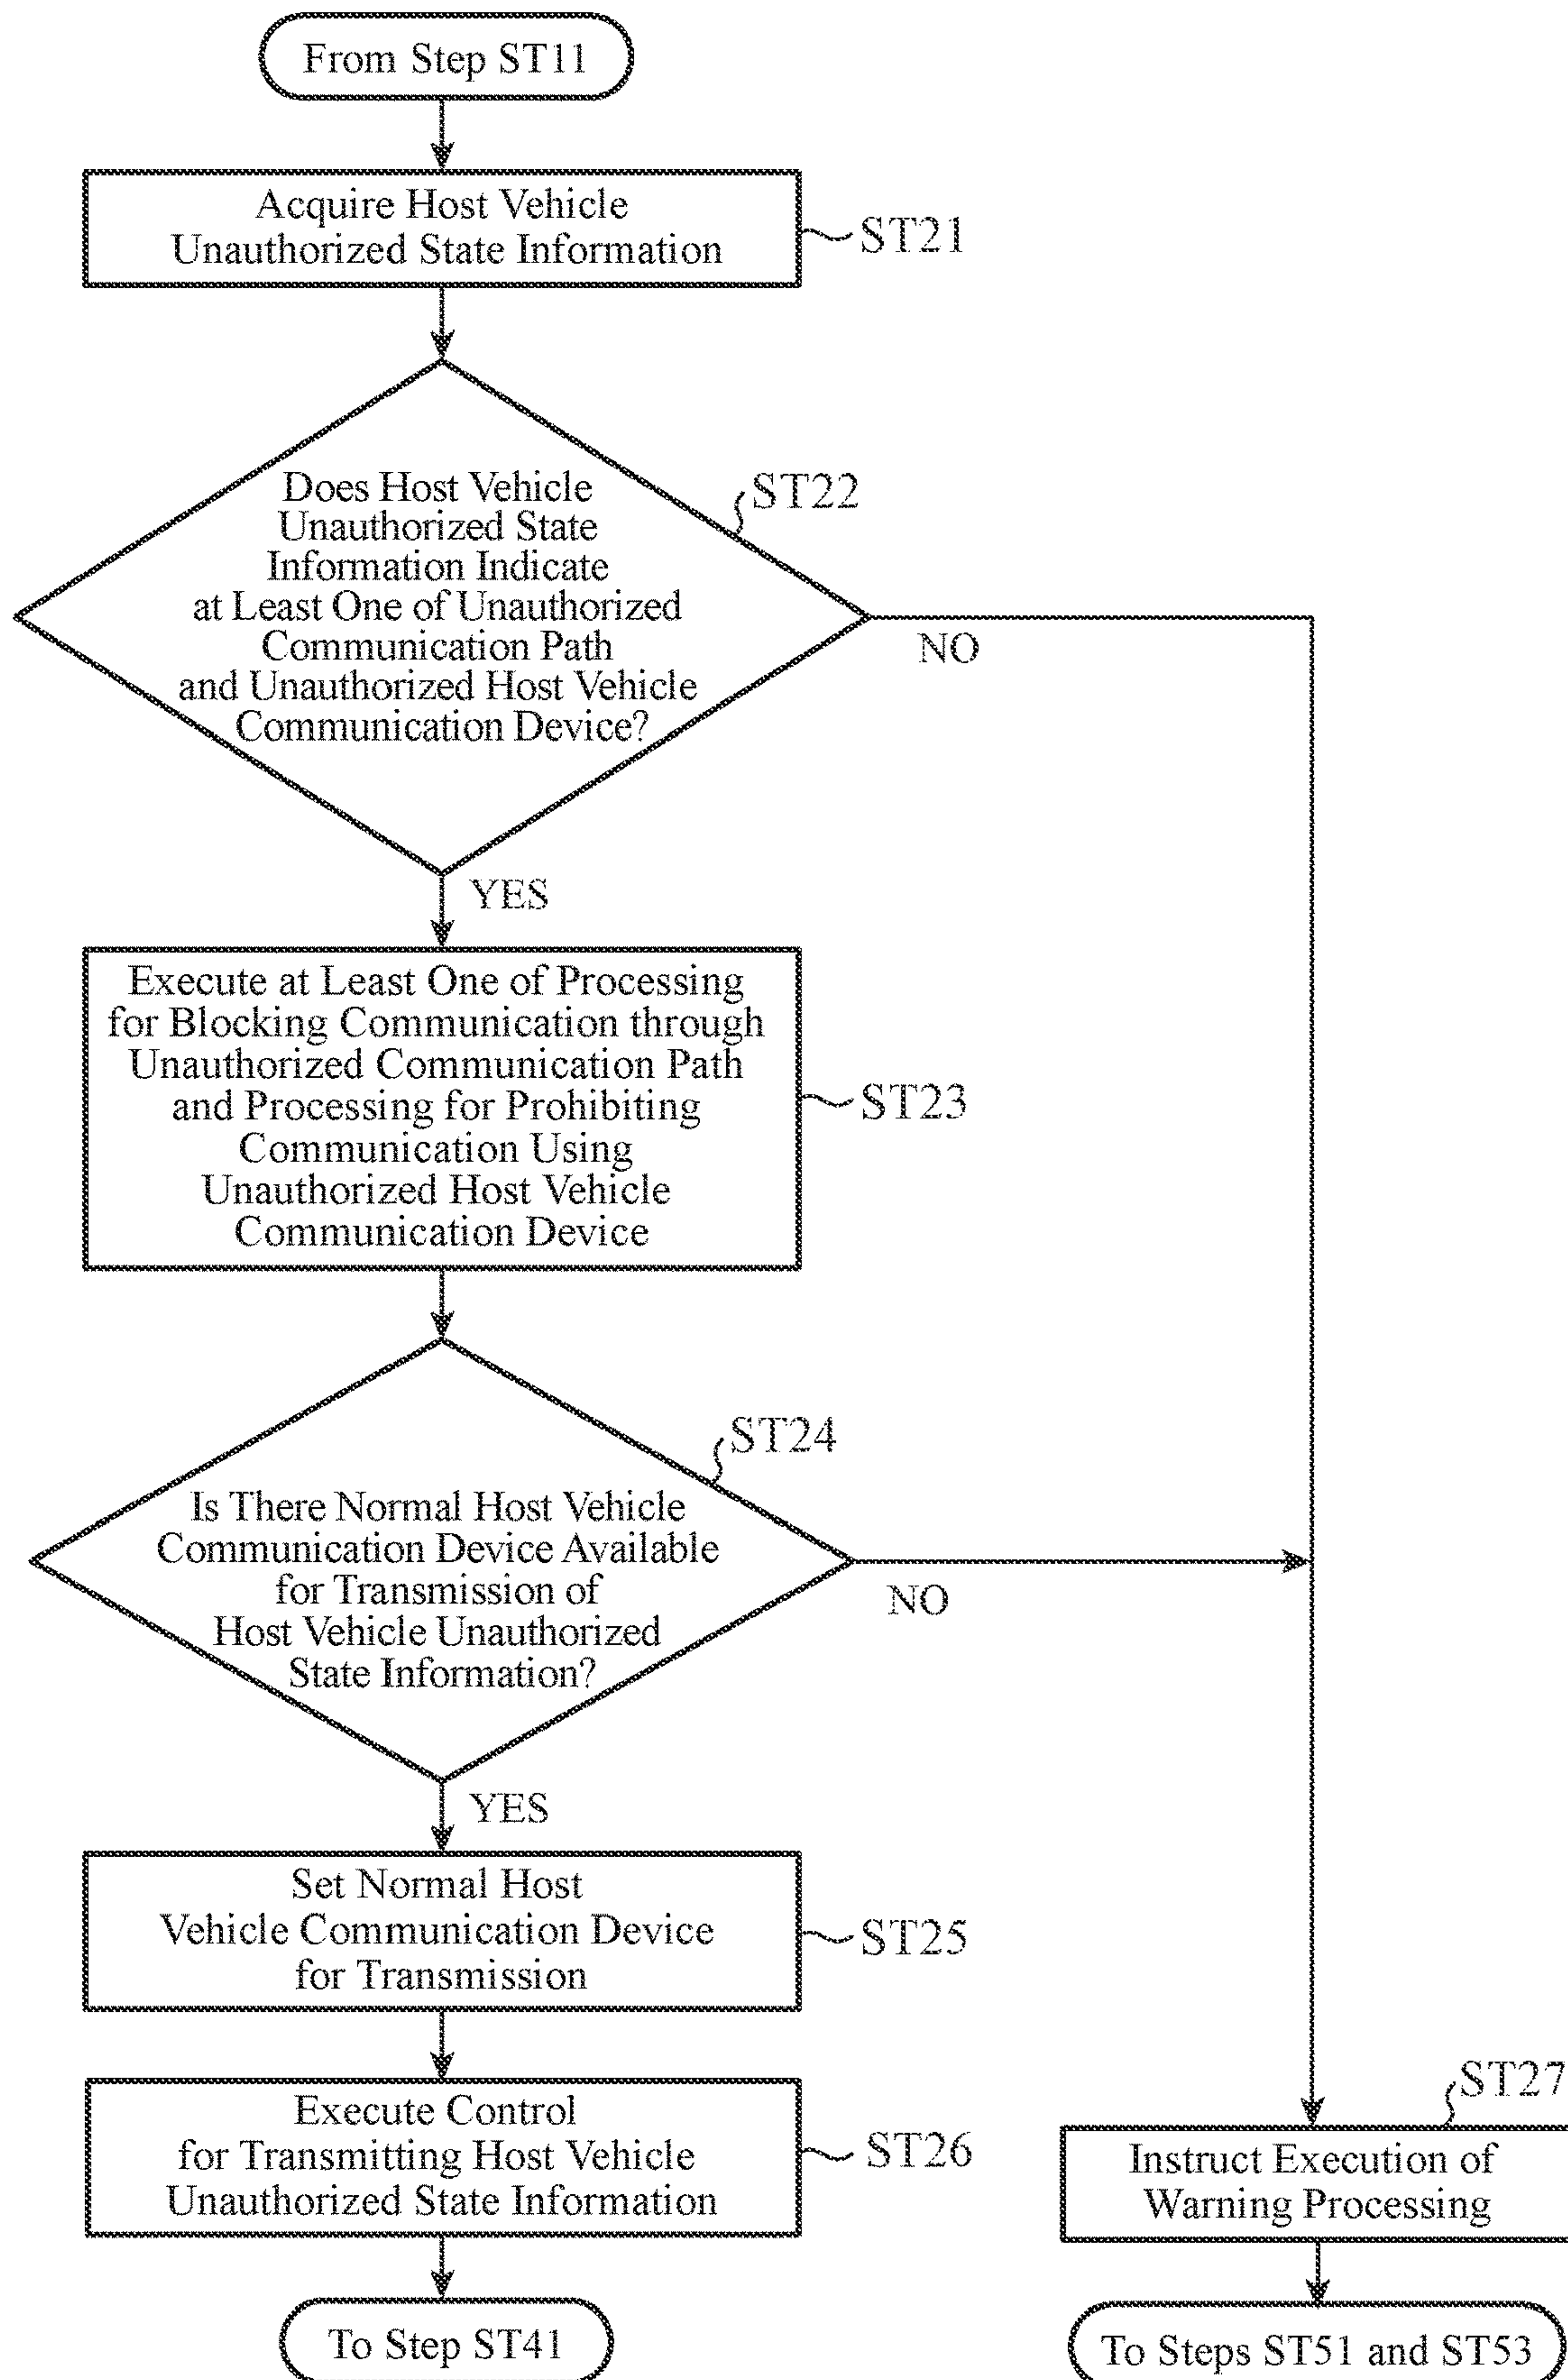 From Step ST11
Acquire Host Vehicle
Unauthorized State Information
ST21
Does Host Vehicle
Unauthorized State
Information Indicate
at Least One of Unauthorized
Communication Path
and Unauthorized Host Vehicle
Communication Device?
ST22
NO
YES
Execute at Least One of Processing
for Blocking Communication through
Unauthorized Communication Path
and Processing for Prohibiting
Communication Using
Unauthorized Host Vehicle
Communication Device
ST23
ST24
Is There Normal Host Vehicle
Communication Device Available
for Transmission of
Host Vehicle Unauthorized
State Information?
NO
YES
Set Normal Host
Vehicle Communication Device
for Transmission
ST25
Execute Control
for Transmitting Host Vehicle
Unauthorized State Information
ST26
ST27
Instruct Execution of
Warning Processing
To Step ST41
To Steps ST51 and ST53